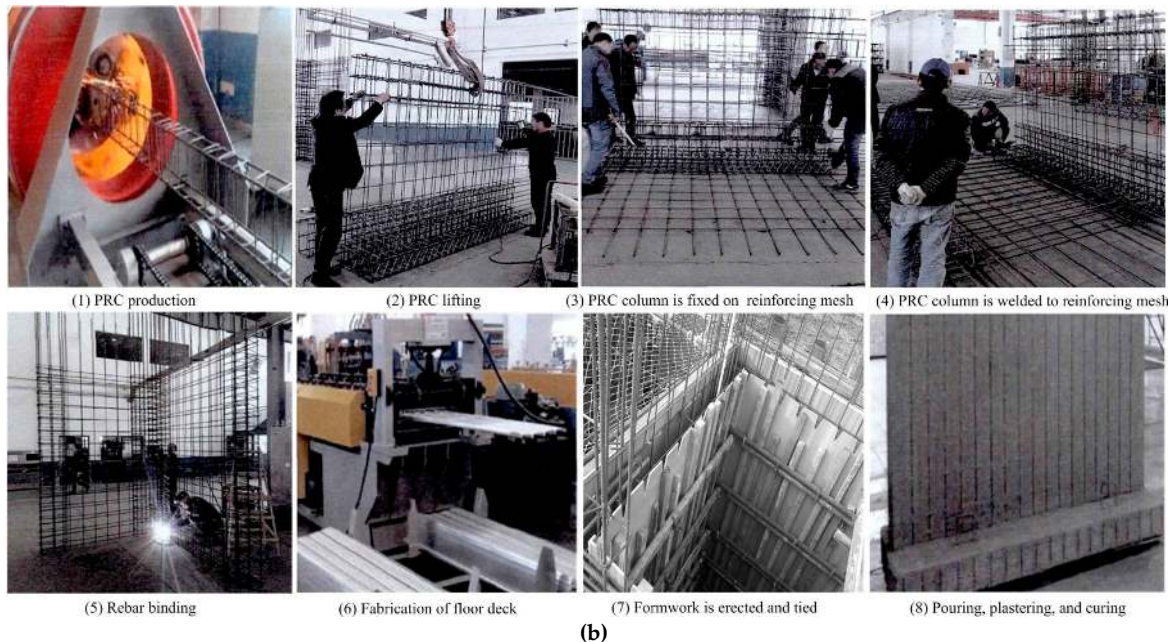 (1) PRC production
(2) PRC lifting
(3) PRC column is fixed on reinforcing mesh
(4) PRC column is welded to reinforcing mesh
(5) Rebar binding
(6) Fabrication of floor deck
(7) Formwork is erected and tied
(8) Pouring, plastering, and curing
(b)